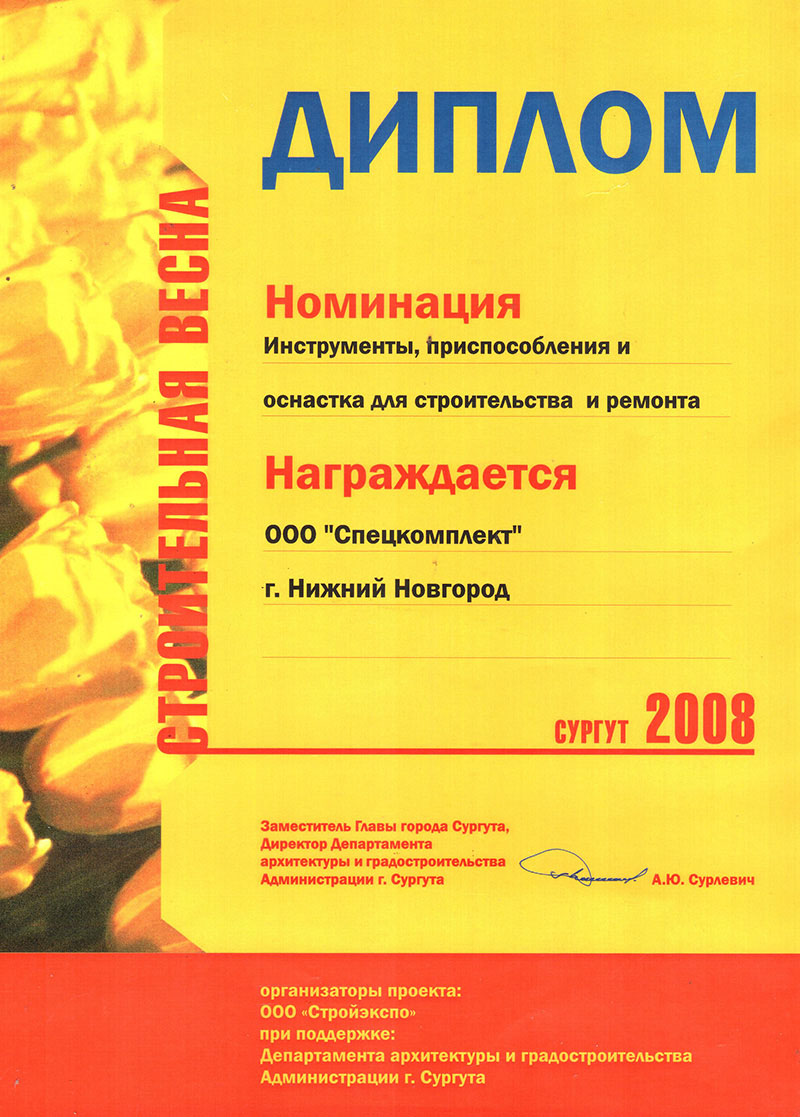 ДИПЛОМ
СТРОИТЕЛЬНАЯ ВЕСНА
Номинация
Инструменты, приспособления и
оснастка для строительства и ремонта
Награждается
ООО "Спецкомплект"
г. Нижний Новгород
СУРГУТ 2008
Заместитель Главы города Сургута,
Директор Департамента
архитектуры и градостроительства
Администрации г. Сургута
А.Ю. Сурлевич
организаторы проекта:
ООО «Стройэкспо»
при поддержке:
Департамента архитектуры и градостроительства
Администрации г. Сургута